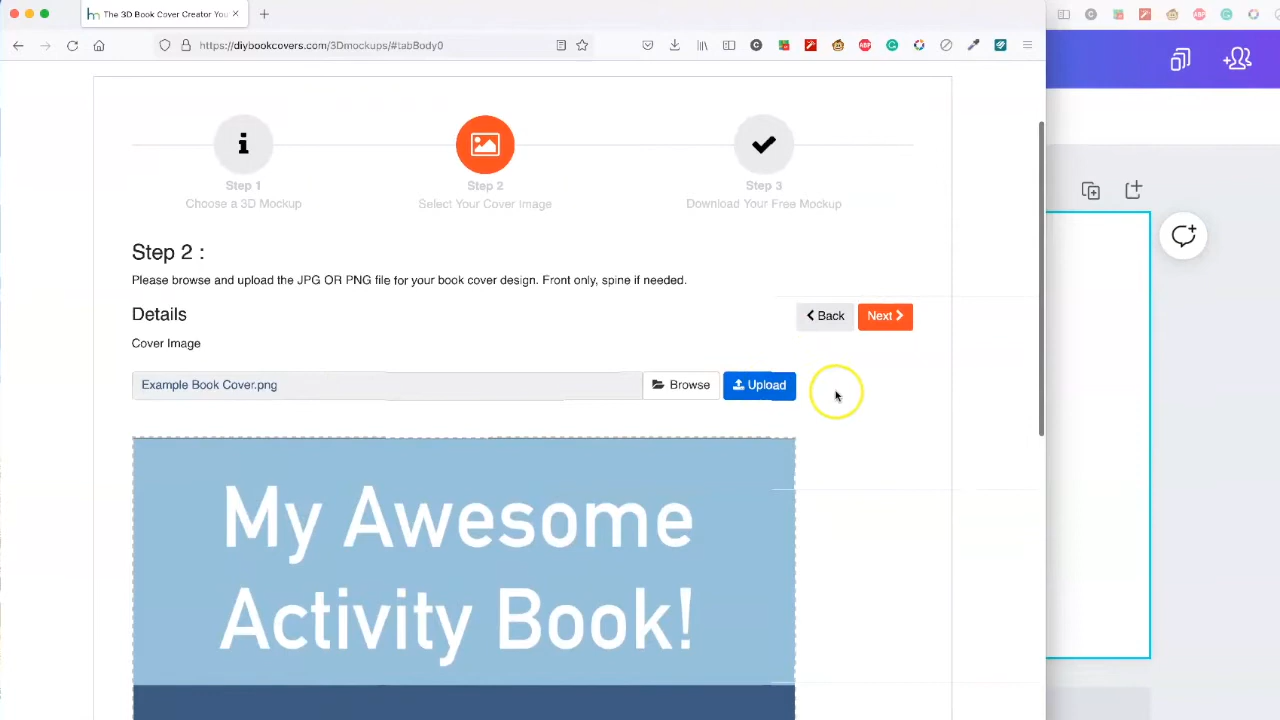 The 3D Book Cover Creator You
https://diybookcovers.com/3Dmockups/#tabBody0
ABP
Step 1
Choose a 3D Mockup
Step 2
Select Your Cover Image
Step 3
Download Your Free Mockup
Step 2 :
Please browse and upload the JPG OR PNG file for your book cover design. Front only, spine if needed.
Details
Back
Next
Cover Image
Example Book Cover.png
Browse
Upload
My Awesome
Activity Book!